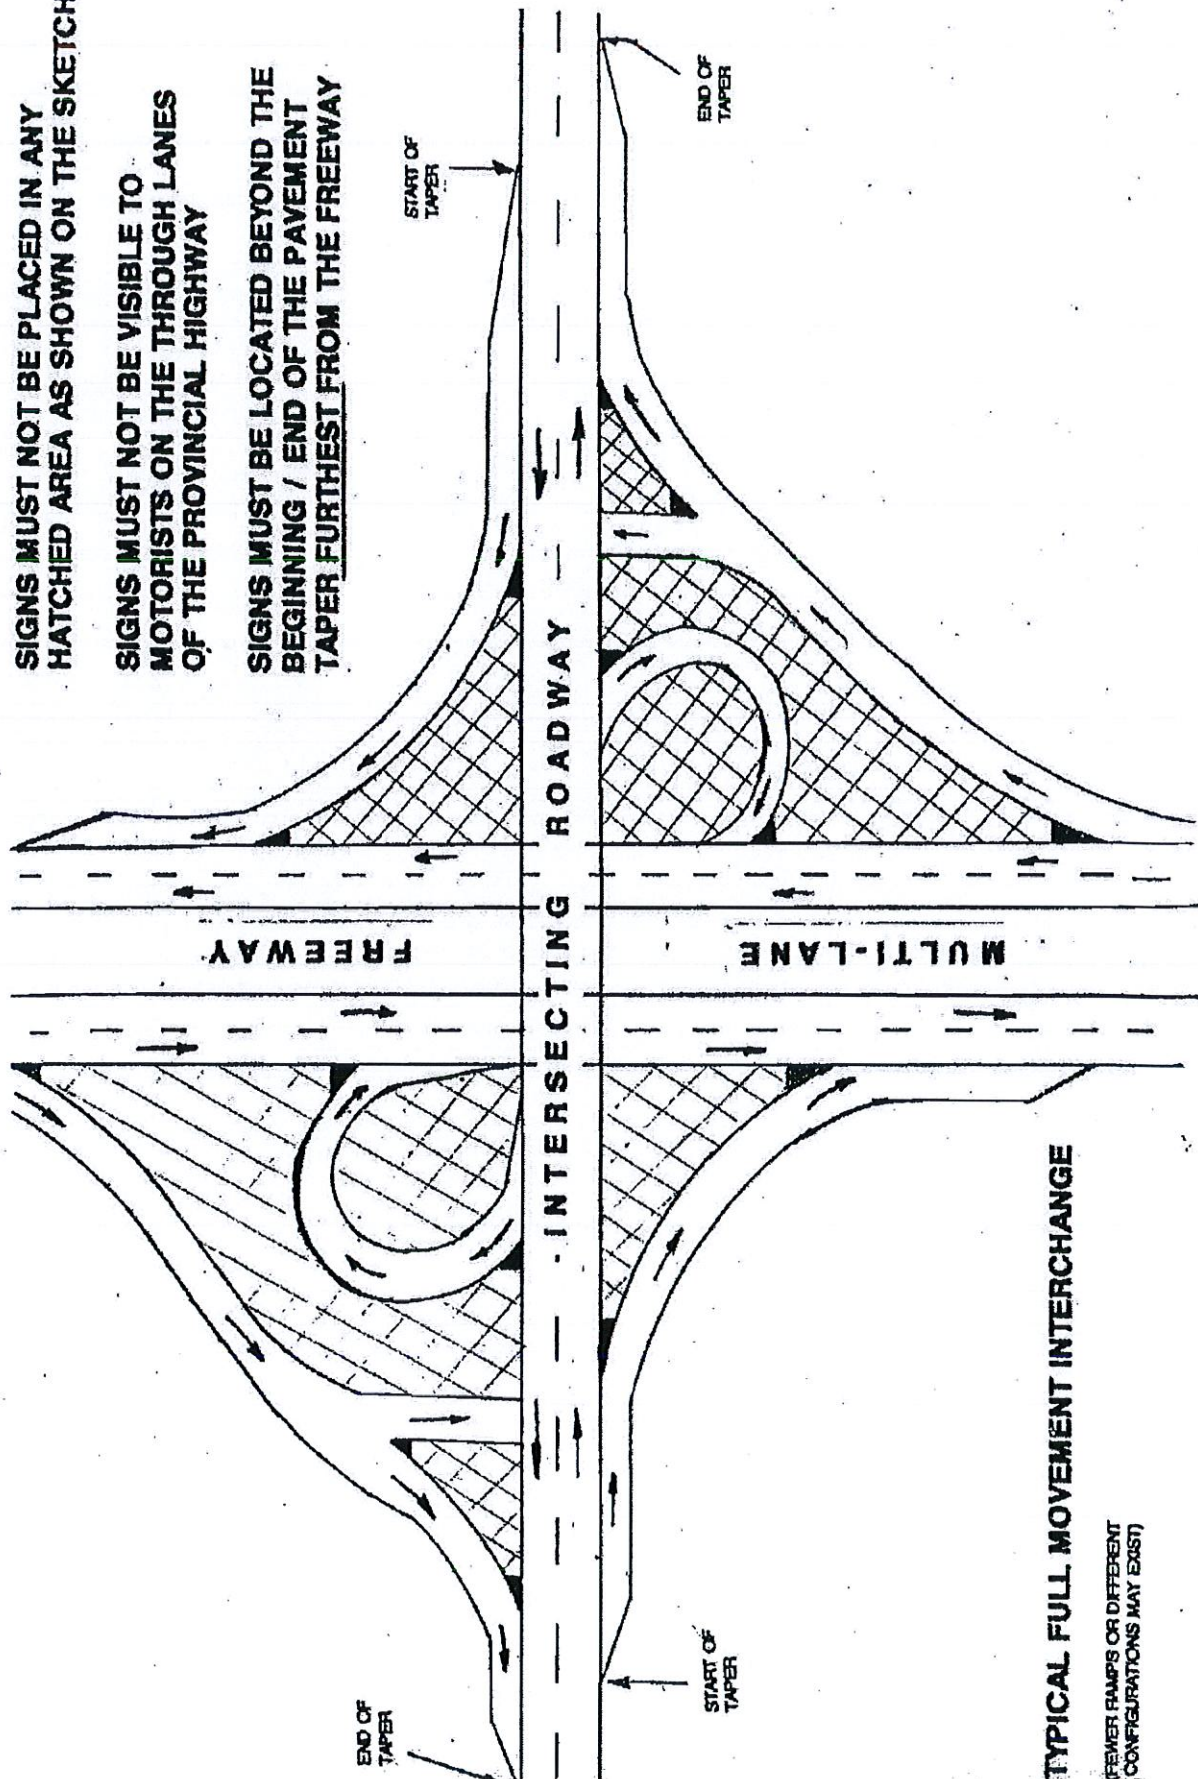 SIGNS MUST NOT BE PLACED IN ANY
HATCHED AREA AS SHOWN ON THE SKETCH
SIGNS MUST NOT BE VISIBLE TO
MOTORISTS ON THE THROUGH LANES
OF THE PROVINCIAL HIGHWAY
SIGNS MUST BE LOCATED BEYOND THE
BEGINNING / END OF THE PAVEMENT
TAPER FURTHEST FROM THE FREEWAY
START OF
TAPER
END OF
TAPER
FREEWAY
MULTI-LANE
INTERSECTING ROADWAY
END OF
TAPER
START OF
TAPER
TYPICAL FULL MOVEMENT INTERCHANGE
(FEWER RAMPS OR DIFFERENT
CONFIGURATIONS MAY EXIST)